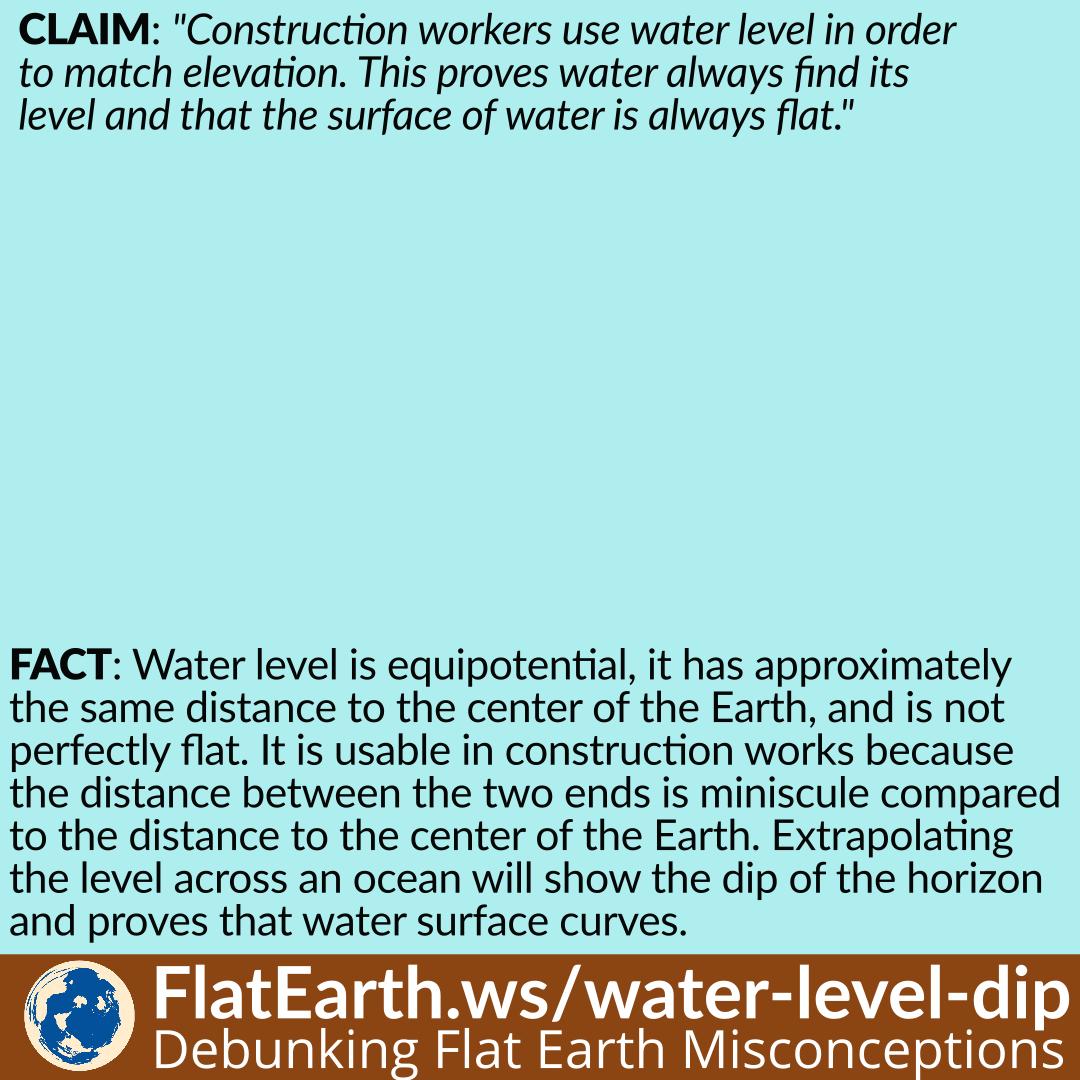 CLAIM: "Construction workers use water level in order
to match elevation. This proves water always find its
level and that the surface of water is always flat."
FACT: Water level is equipotential, it has approximately
the same distance to the center of the Earth, and is not
perfectly flat. It is usable in construction works because
the distance between the two ends is miniscule compared
to the distance to the center of the Earth. Extrapolating
the level across an ocean will show the dip of the horizon
and proves that water surface curves.
FlatEarth.ws/water-level-dip
Debunking Flat Earth Misconceptions